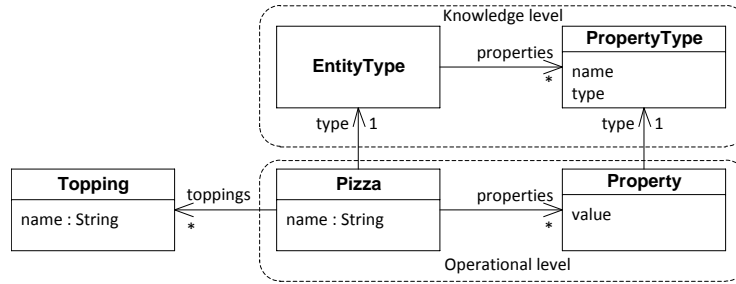 Knowledge level
EntityType
properties
*
PropertyType
name
type
type 1
type 1
Topping
name : String
toppings
*
Pizza
name : String
properties
*
Property
value
Operational level